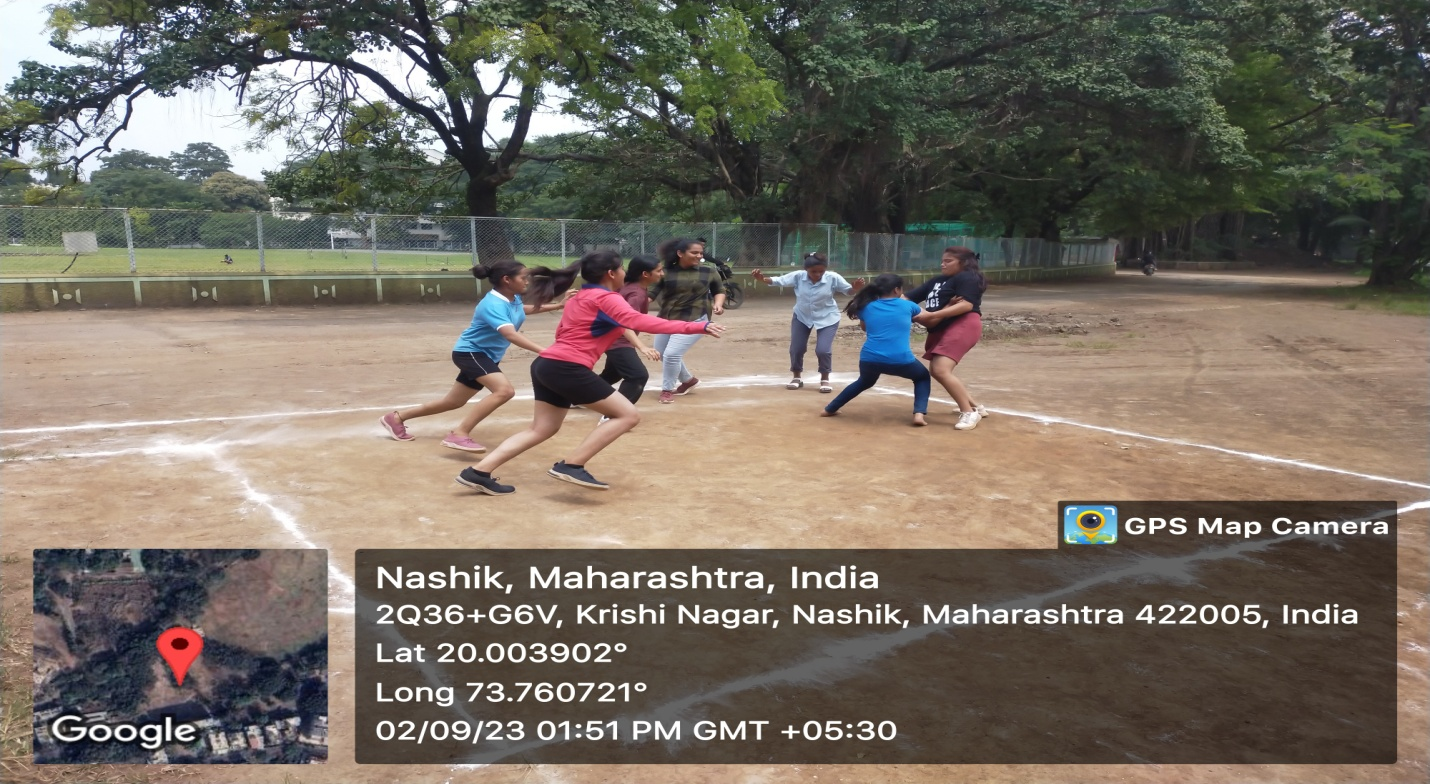 GPS Map Camera
Nashik, Maharashtra, India
2Q36+G6V, Krishi Nagar, Nashik, Maharashtra 422005, India
Lat 20.003902°
Long 73.760721°
02/09/23 01:51 PM GMT +05:30
Google